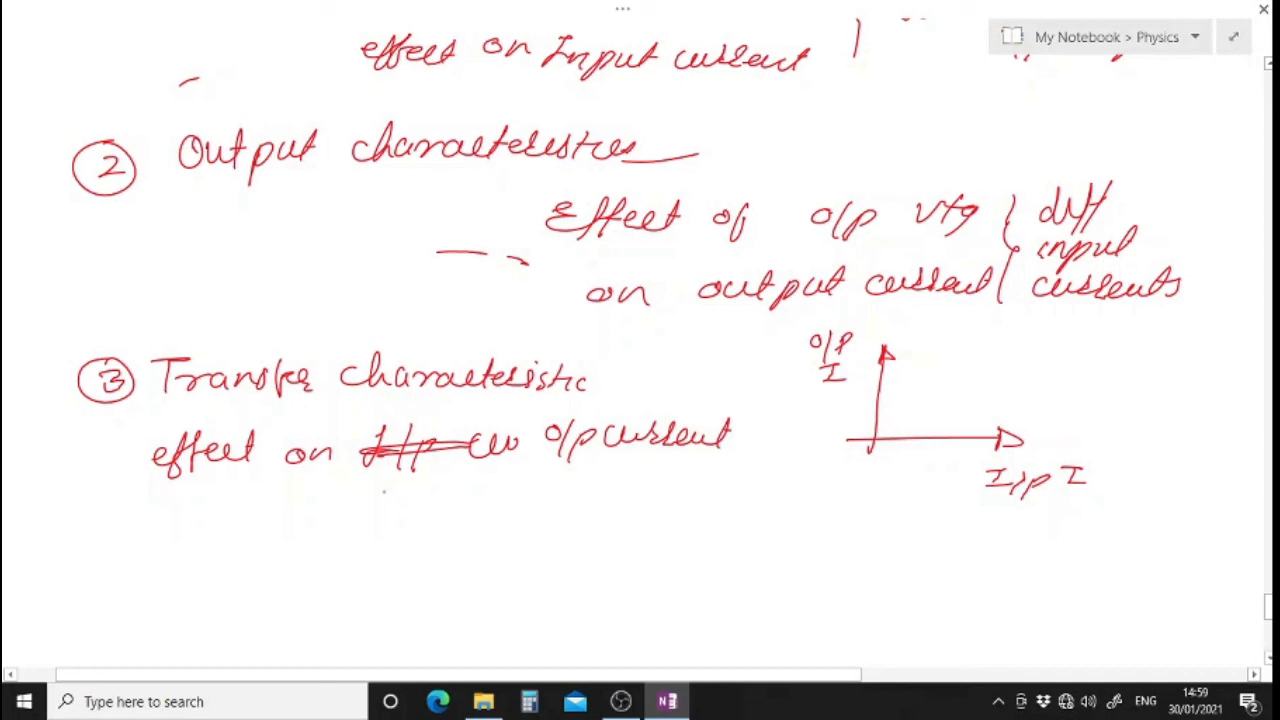 ...
effect on Input current
My Notebook > Physics
2 Output characteristics
Effect of o/p vtg diff
input
on output current currents
3 Transfer characteristic
o/p
I
effect on o/p current
I/p I
Type here to search
ENG
14:59
30/01/2021
2